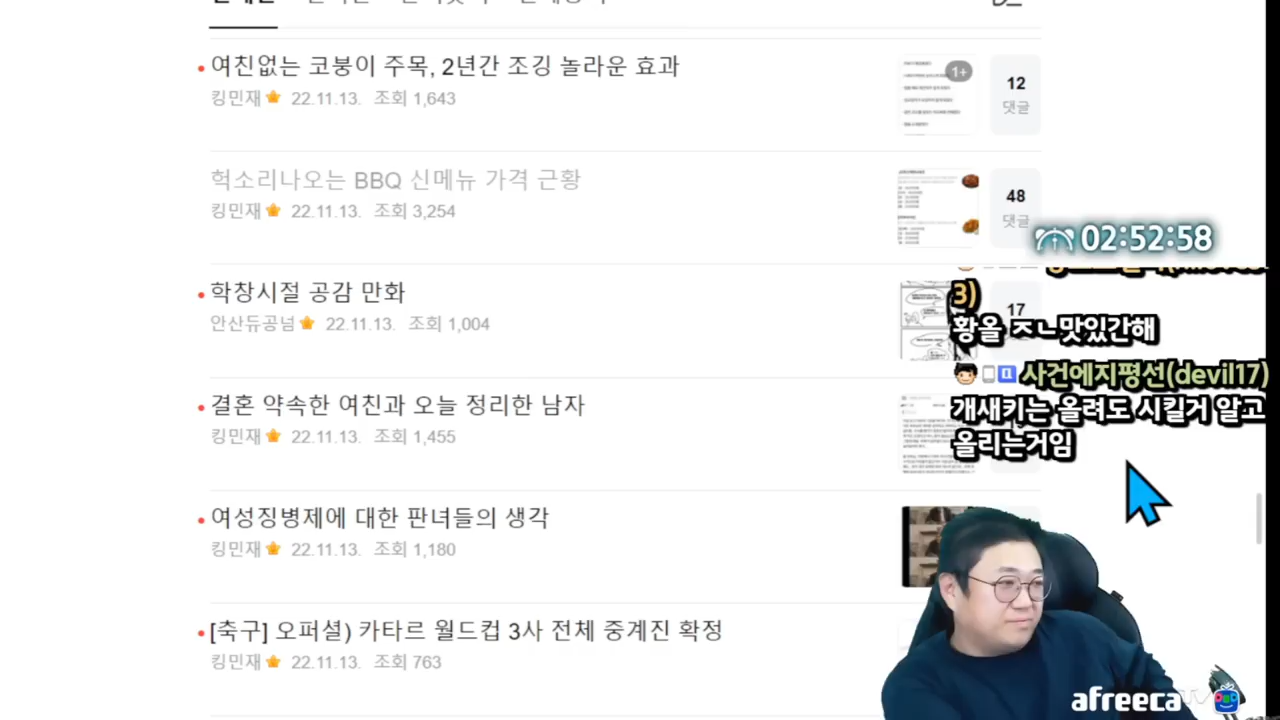 여친없는 코붕이 주목, 2년간 조깅 놀라운 효과
킹민재 22.11.13. 조회 1,643
1+
12
댓글
헉소리나오는 BBQ 신메뉴 가격 근황
킹민재 22.11.13. 조회 3,254
48
댓글
02:52:58
학창시절 공감 만화
안산듀공넘 22.11.13. 조회 1,004
17
3)
황올 ㅈㄴ맛있간해
사건에지평선(devil17)
개새키는 올려도 시킬거 알고
올리는거임
결혼 약속한 여친과 오늘 정리한 남자
킹민재 22.11.13. 조회 1,455
여성징병제에 대한 판녀들의 생각
킹민재 22.11.13. 조회 1,180
[축구] 오퍼셜) 카타르 월드컵 3사 전체 중계진 확정
킹민재 22.11.13. 조회 763
afreecaTV